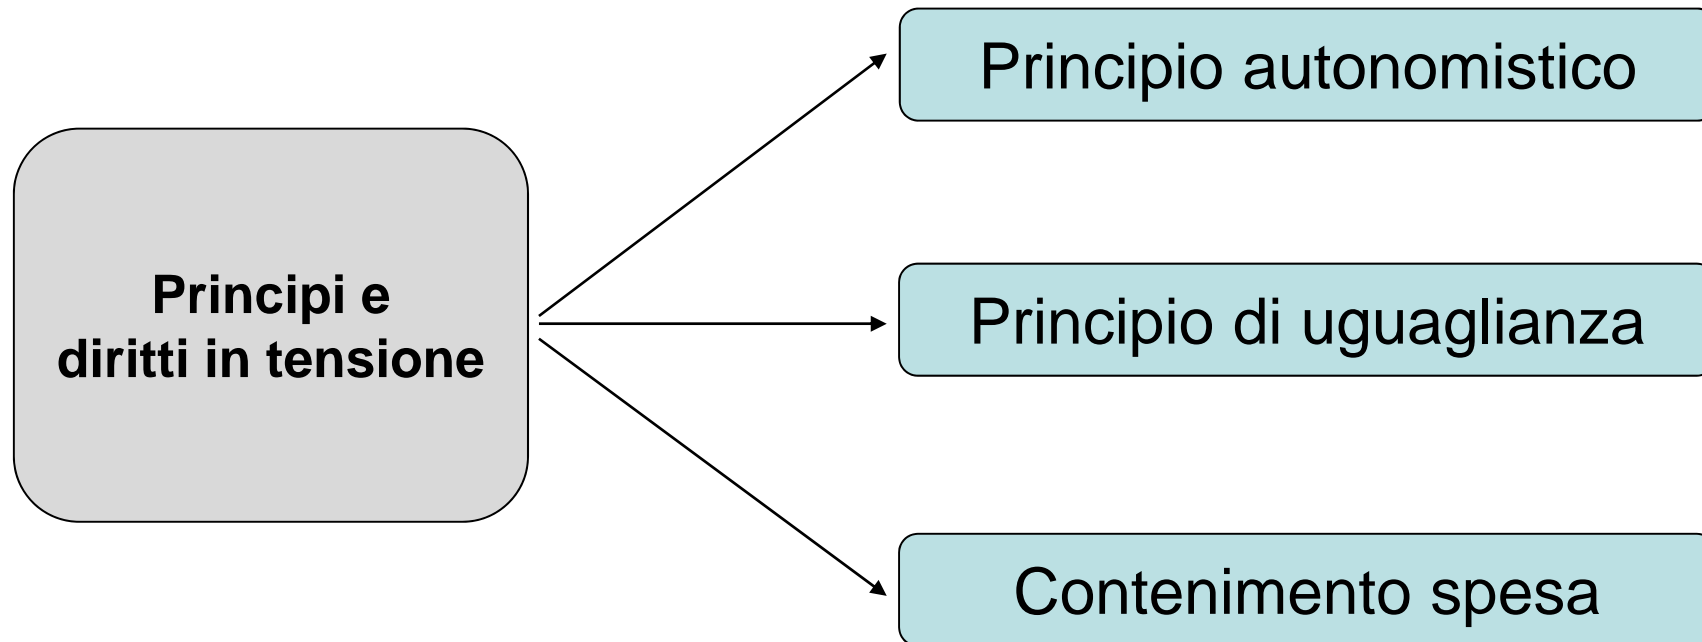 Principio autonomistico
Principi e
diritti in tensione
Principio di uguaglianza
Contenimento spesa